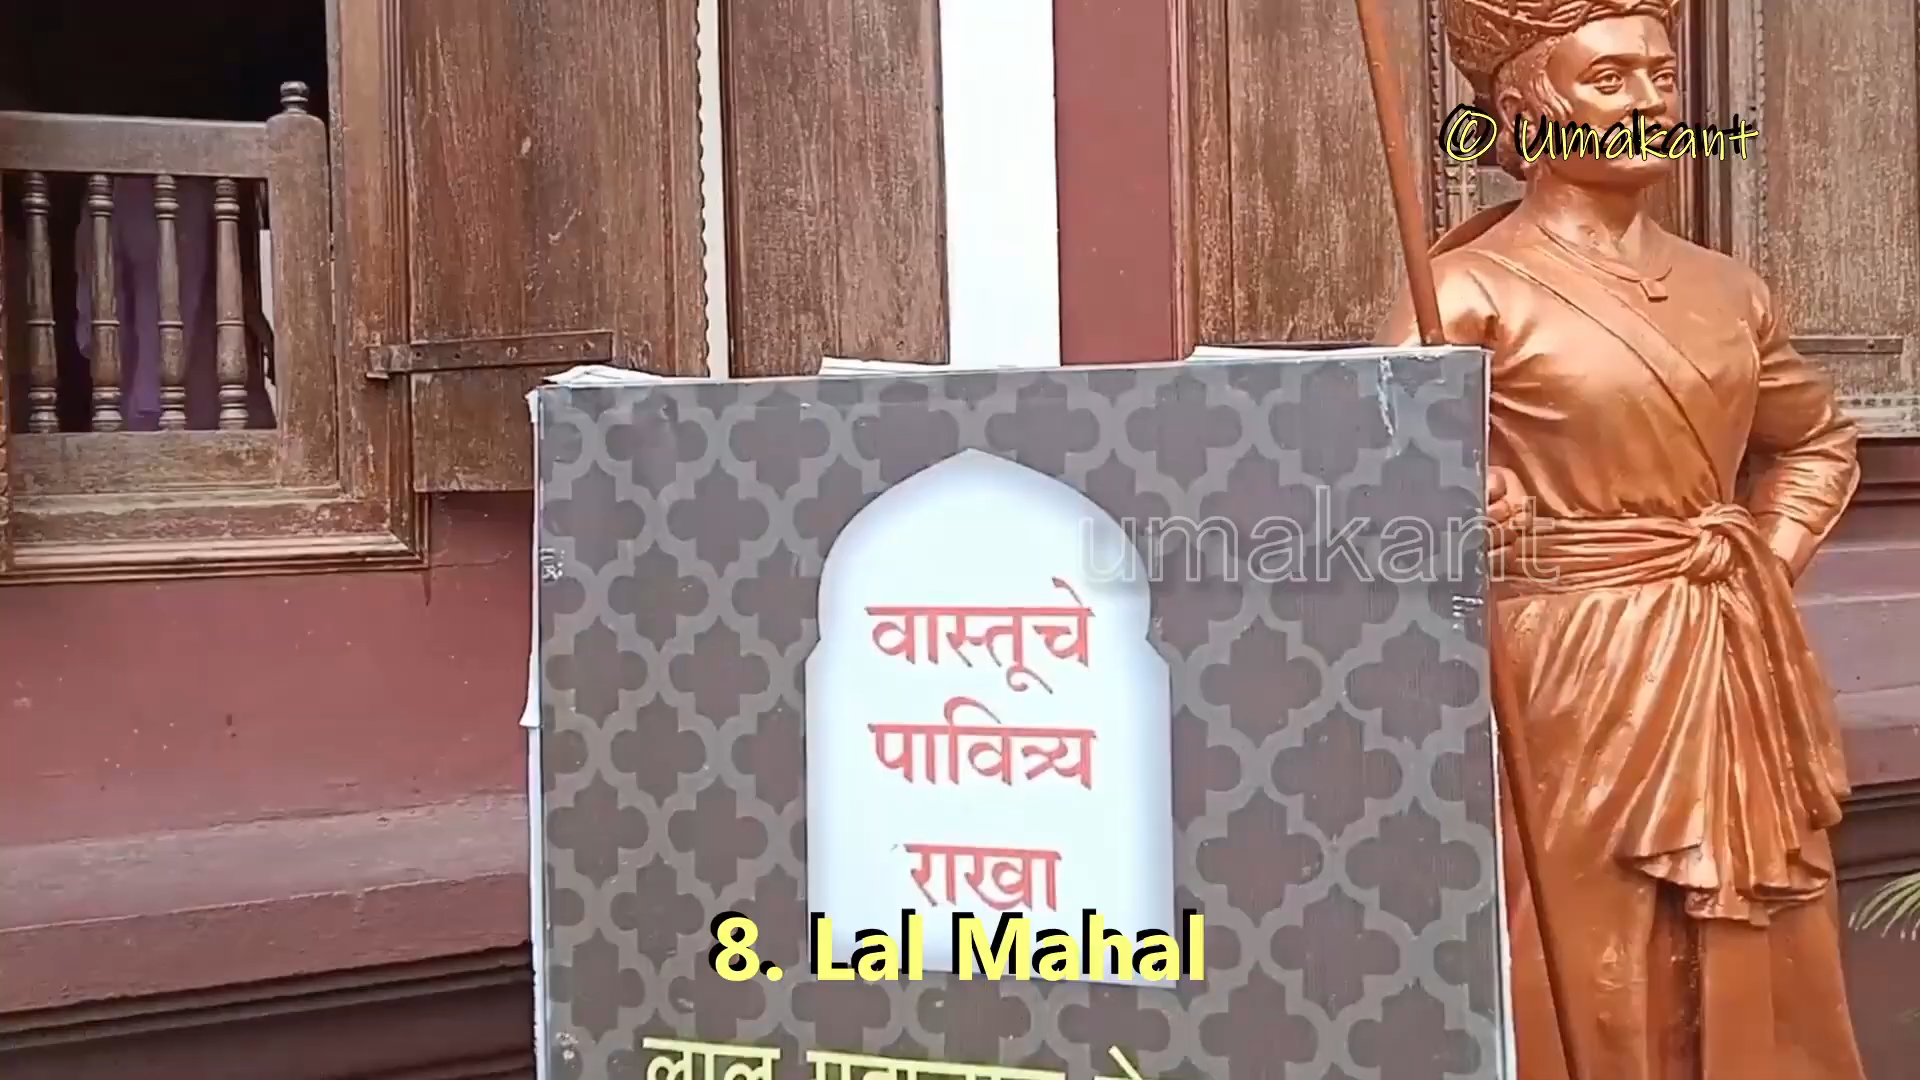 © Umakant
umakant
वास्तूचे
पावित्र्य
राखा
8. Lal Mahal
लाल